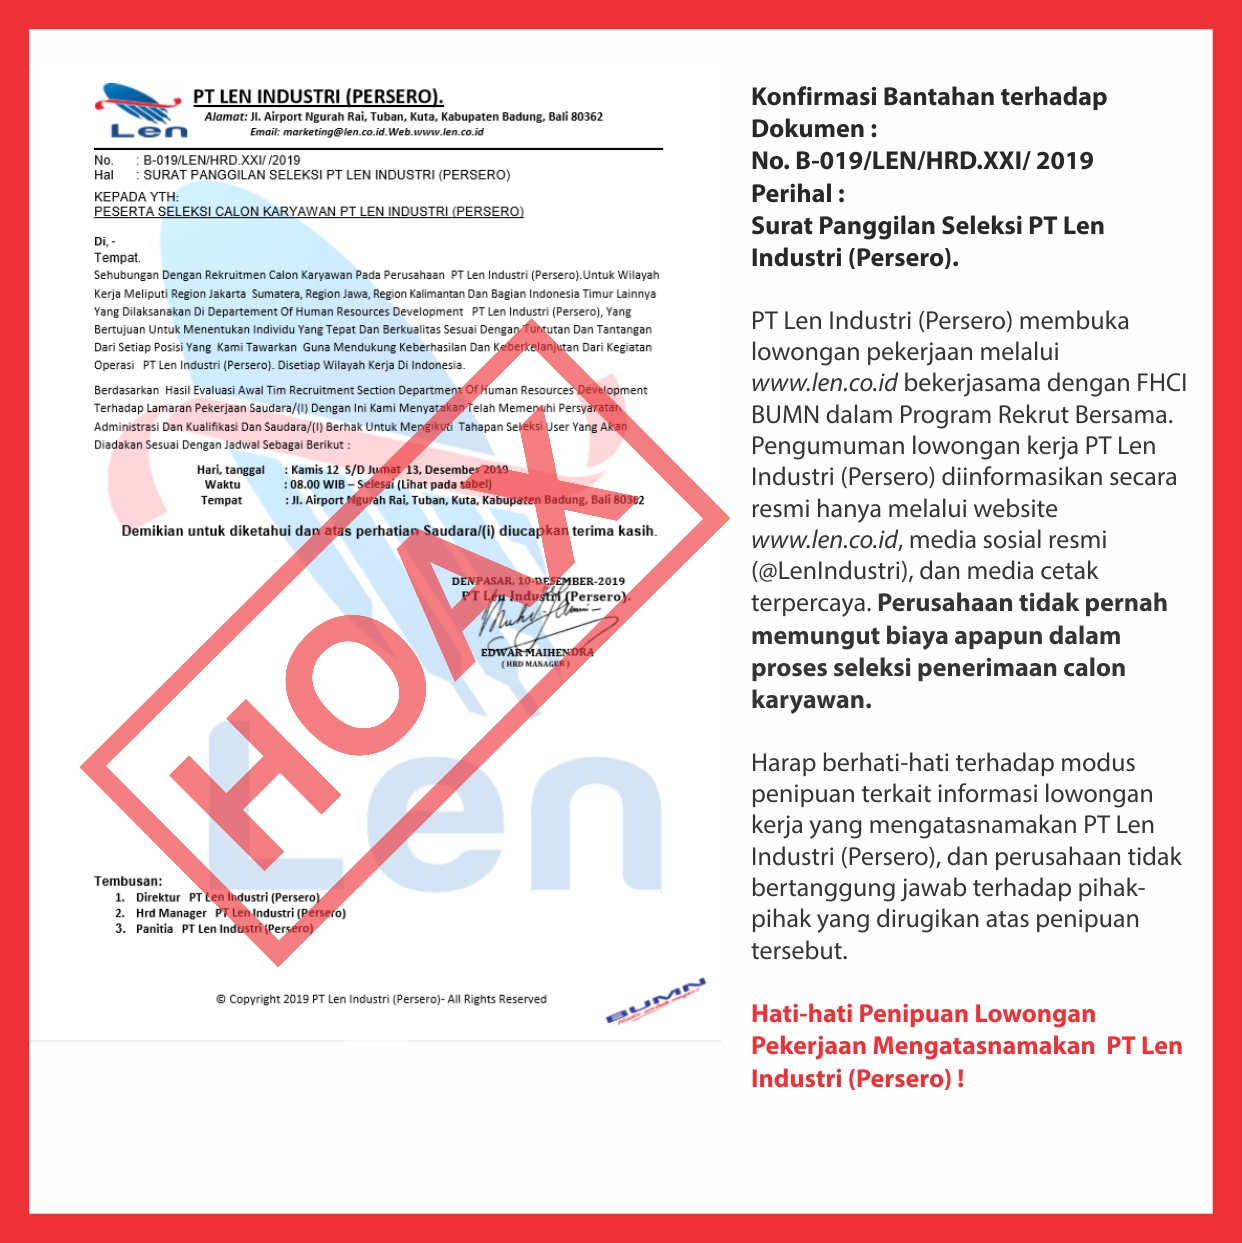 Len
PT LEN INDUSTRI (PERSERO).
Alamat: Jl. Airport Ngurah Rai, Tuban, Kuta, Kabupaten Badung, Bali 80362
Email: marketing@len.co.id.Web.www.len.co.id
No. : B-019/LEN/HRD.XXI/ /2019
Hal : SURAT PANGGILAN SELEKSI PT LEN INDUSTRI (PERSERO)
KEPADA YTH:
PESERTA SELEKSI CALON KARYAWAN PT LEN INDUSTRI (PERSERO)
Di, -
Tempat.
Sehubungan Dengan Rekruitmen Calon Karyawan Pada Perusahaan PT Len Industri (Persero).Untuk Wilayah
Kerja Meliputi Region Jakarta Sumatera, Region Jawa, Region Kalimantan Dan Bagian Indonesia Timur Lainnya
Yang Dilaksanakan Di Departement Of Human Resources Development PT Len Industri (Persero), Yang
Bertujuan Untuk Menentukan Individu Yang Tepat Dan Berkualitas Sesuai Dengan Tuntutan Dan Tantangan
Dari Setiap Posisi Yang Kami Tawarkan Guna Mendukung Keberhasilan Dan Keberkelanjutan Dari Kegiatan
Operasi PT Len Industri (Persero). Disetiap Wilayah Kerja Di Indonesia.
Berdasarkan Hasil Evaluasi Awal Tim Recruitment Section Department Of Human Resources Development
Terhadap Lamaran Pekerjaan Saudara/(I) Dengan Ini Kami Menyatakan Telah Memenuhi Persyaratan
Administrasi Dan Kualifikasi Dan Saudara/(I) Berhak Untuk Mengikuti Tahapan Seleksi User Yang Akan
Diadakan Sesuai Dengan Jadwal Sebagai Berikut :
Hari, tanggal : Kamis 12 S/D Jumat 13, Desember 2019
Waktu : 08.00 WIB – Selesai (Lihat pada tabel)
Tempat : Jl. Airport Ngurah Rai, Tuban, Kuta, Kabupaten Badung, Bali 80362
Demikian untuk diketahui dan atas perhatian Saudara/(i) diucapkan terima kasih.
DENPASAR, 10-DESEMBER-2019
PT Len Industri (Persero).
EDWAR MAIHENDRA
( HRD MANAGER )
HOAX
Len
Tembusan:
1. Direktur PT Len Industri (Persero)
2. Hrd Manager PT Len Industri (Persero)
3. Panitia PT Len Industri (Persero)
© Copyright 2019 PT Len Industri (Persero)- All Rights Reserved
BUMN
Konfirmasi Bantahan terhadap
Dokumen :
No. B-019/LEN/HRD.XXI/ 2019
Perihal :
Surat Panggilan Seleksi PT Len
Industri (Persero).
PT Len Industri (Persero) membuka
lowongan pekerjaan melalui
www.len.co.id bekerjasama dengan FHCI
BUMN dalam Program Rekrut Bersama.
Pengumuman lowongan kerja PT Len
Industri (Persero) diinformasikan secara
resmi hanya melalui website
www.len.co.id, media sosial resmi
(@LenIndustri), dan media cetak
terpercaya. Perusahaan tidak pernah
memungut biaya apapun dalam
proses seleksi penerimaan calon
karyawan.
Harap berhati-hati terhadap modus
penipuan terkait informasi lowongan
kerja yang mengatasnamakan PT Len
Industri (Persero), dan perusahaan tidak
bertanggung jawab terhadap pihak-
pihak yang dirugikan atas penipuan
tersebut.
Hati-hati Penipuan Lowongan
Pekerjaan Mengatasnamakan PT Len
Industri (Persero) !